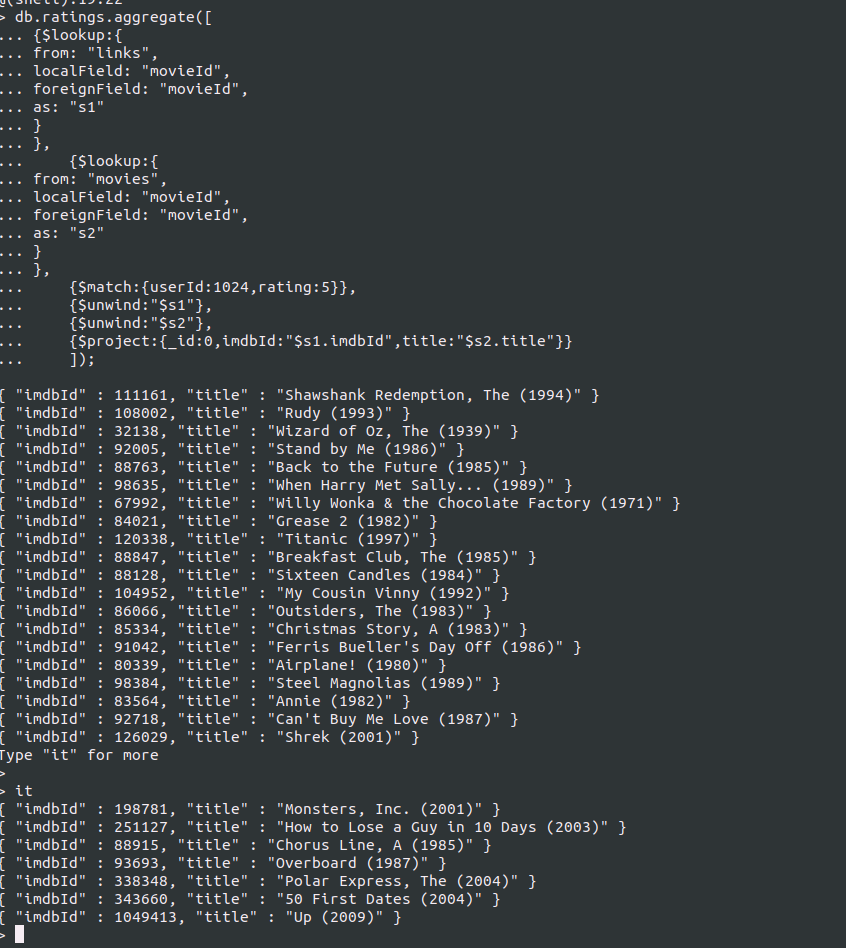 @(shell):19:22
> db.ratings.aggregate([
... {$lookup:{
... from: "links",
... localField: "movieId",
... foreignField: "movieId",
... as: "s1"
... }
... },
...     {$lookup:{
... from: "movies",
... localField: "movieId",
... foreignField: "movieId",
... as: "s2"
... }
... },
...     {$match:{userId:1024,rating:5}},
...     {$unwind:"$s1"},
...     {$unwind:"$s2"},
...     {$project:{_id:0,imdbId:"$s1.imdbId",title:"$s2.title"}}
...     ]);
{ "imdbId" : 111161, "title" : "Shawshank Redemption, The (1994)" }
{ "imdbId" : 108002, "title" : "Rudy (1993)" }
{ "imdbId" : 32138, "title" : "Wizard of Oz, The (1939)" }
{ "imdbId" : 92005, "title" : "Stand by Me (1986)" }
{ "imdbId" : 88763, "title" : "Back to the Future (1985)" }
{ "imdbId" : 98635, "title" : "When Harry Met Sally... (1989)" }
{ "imdbId" : 67992, "title" : "Willy Wonka & the Chocolate Factory (1971)" }
{ "imdbId" : 84021, "title" : "Grease 2 (1982)" }
{ "imdbId" : 120338, "title" : "Titanic (1997)" }
{ "imdbId" : 88847, "title" : "Breakfast Club, The (1985)" }
{ "imdbId" : 88128, "title" : "Sixteen Candles (1984)" }
{ "imdbId" : 104952, "title" : "My Cousin Vinny (1992)" }
{ "imdbId" : 86066, "title" : "Outsiders, The (1983)" }
{ "imdbId" : 85334, "title" : "Christmas Story, A (1983)" }
{ "imdbId" : 91042, "title" : "Ferris Bueller's Day Off (1986)" }
{ "imdbId" : 80339, "title" : "Airplane! (1980)" }
{ "imdbId" : 98384, "title" : "Steel Magnolias (1989)" }
{ "imdbId" : 83564, "title" : "Annie (1982)" }
{ "imdbId" : 92718, "title" : "Can't Buy Me Love (1987)" }
{ "imdbId" : 126029, "title" : "Shrek (2001)" }
Type "it" for more
>
> it
{ "imdbId" : 198781, "title" : "Monsters, Inc. (2001)" }
{ "imdbId" : 251127, "title" : "How to Lose a Guy in 10 Days (2003)" }
{ "imdbId" : 88915, "title" : "Chorus Line, A (1985)" }
{ "imdbId" : 93693, "title" : "Overboard (1987)" }
{ "imdbId" : 338348, "title" : "Polar Express, The (2004)" }
{ "imdbId" : 343660, "title" : "50 First Dates (2004)" }
{ "imdbId" : 1049413, "title" : "Up (2009)" }
>